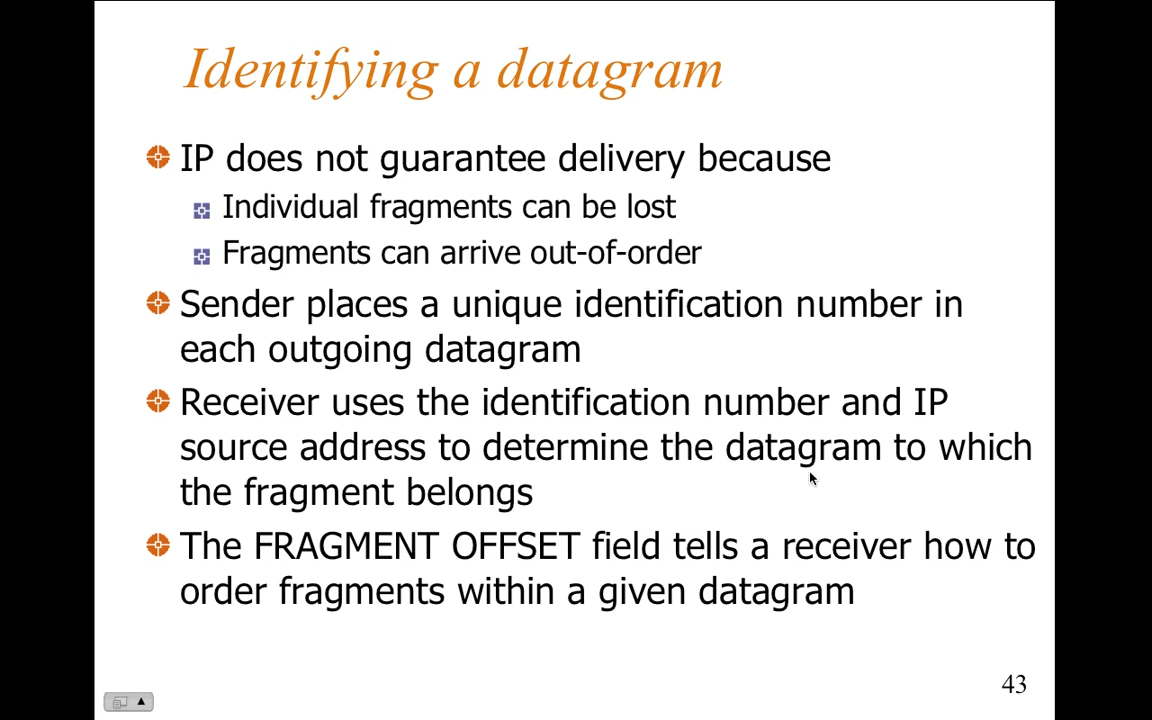 Identifying a datagram
IP does not guarantee delivery because
Individual fragments can be lost
Fragments can arrive out-of-order
Sender places a unique identification number in
each outgoing datagram
Receiver uses the identification number and IP
source address to determine the datagram to which
the fragment belongs
The FRAGMENT OFFSET field tells a receiver how to
order fragments within a given datagram
43